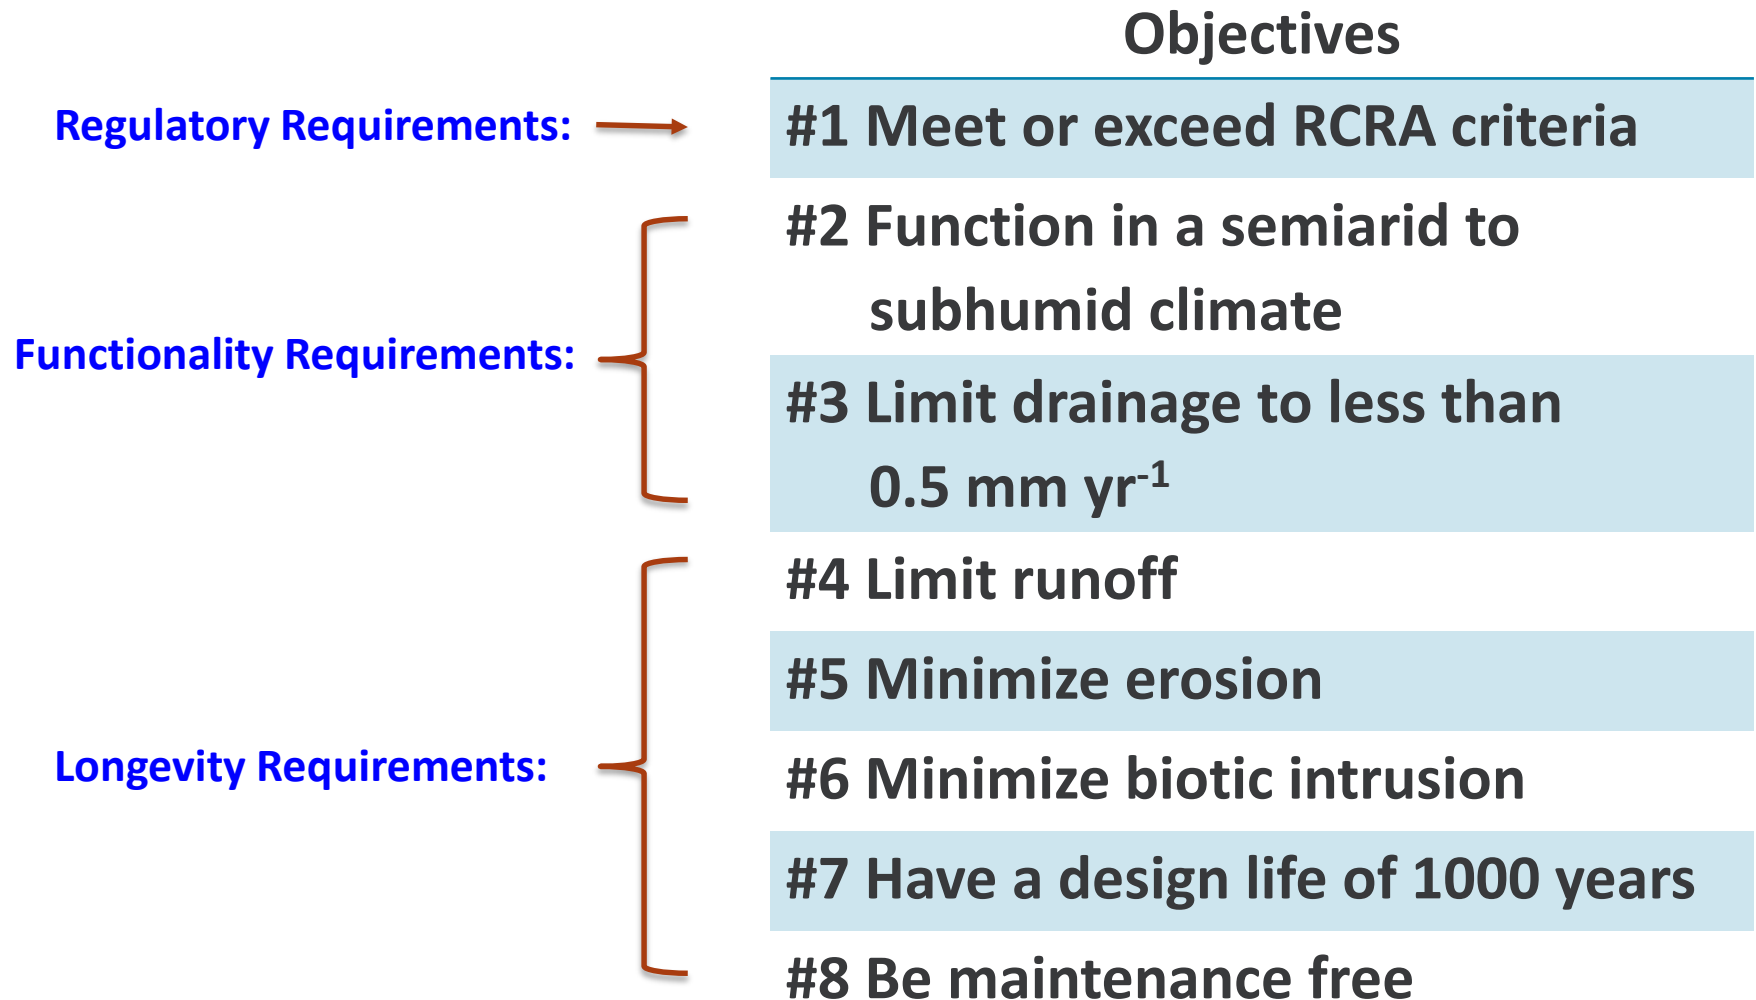 Objectives
Regulatory Requirements:
#1 Meet or exceed RCRA criteria
Functionality Requirements:
#2 Function in a semiarid to
subhumid climate
#3 Limit drainage to less than
0.5 mm yr⁻¹
Longevity Requirements:
#4 Limit runoff
#5 Minimize erosion
#6 Minimize biotic intrusion
#7 Have a design life of 1000 years
#8 Be maintenance free